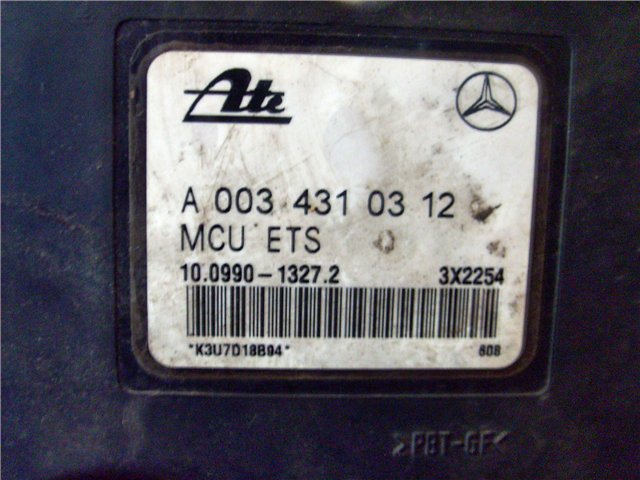 Ate
A 003 431 03 12
MCU ETS
10.0990-1327.2 3X2254
*K3U7D18B94* 608
>PBT-GF<